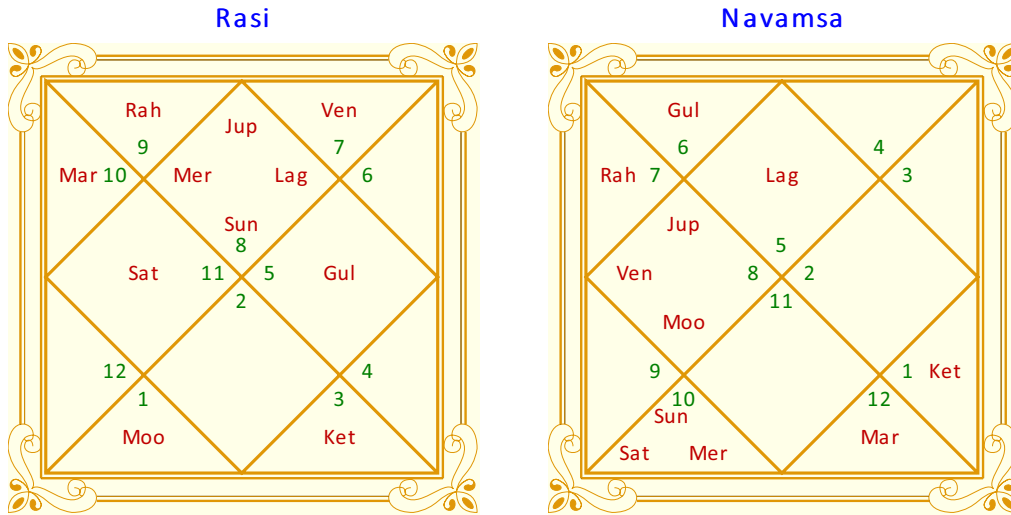 Rasi
Rah Jup Ven
9 7
Mar 10 Mer Lag 6
Sun
8
Sat 11 5 Gul
2
12 4
1 3
Moo Ket
Navamsa
Gul
6 4
Rah 7 Lag 3
Jup
5
Ven 8 2
11
Moo
9 1 Ket
10 12
Sun
Mar
Sat Mer